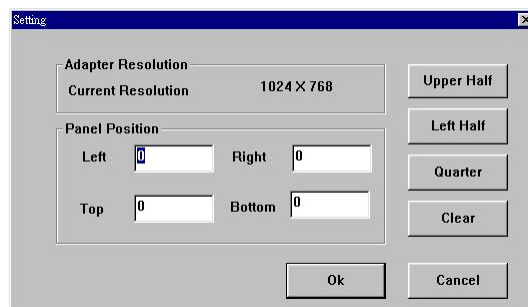 Setting
Adapter Resolution
Current Resolution 1024 X 768
Panel Position
Left 0 Right 0
Top 0 Bottom 0
Upper Half
Left Half
Quarter
Clear
Ok Cancel